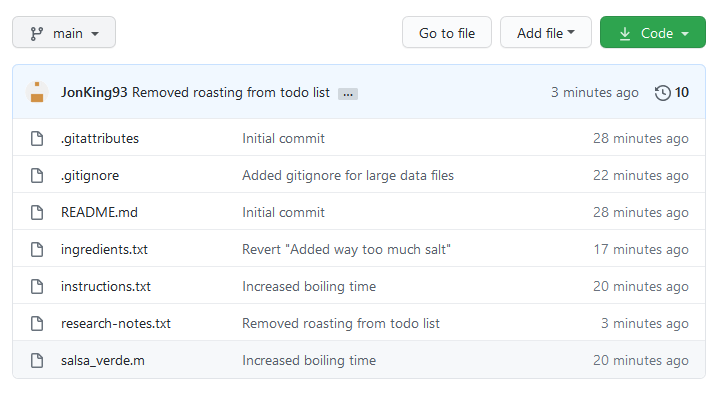 main Go to file Add file Code
JonKing93 Removed roasting from todo list ... 3 minutes ago 10
.gitattributes Initial commit 28 minutes ago
.gitignore Added gitignore for large data files 22 minutes ago
README.md Initial commit 28 minutes ago
ingredients.txt Revert "Added way too much salt" 17 minutes ago
instructions.txt Increased boiling time 20 minutes ago
research-notes.txt Removed roasting from todo list 3 minutes ago
salsa_verde.m Increased boiling time 20 minutes ago